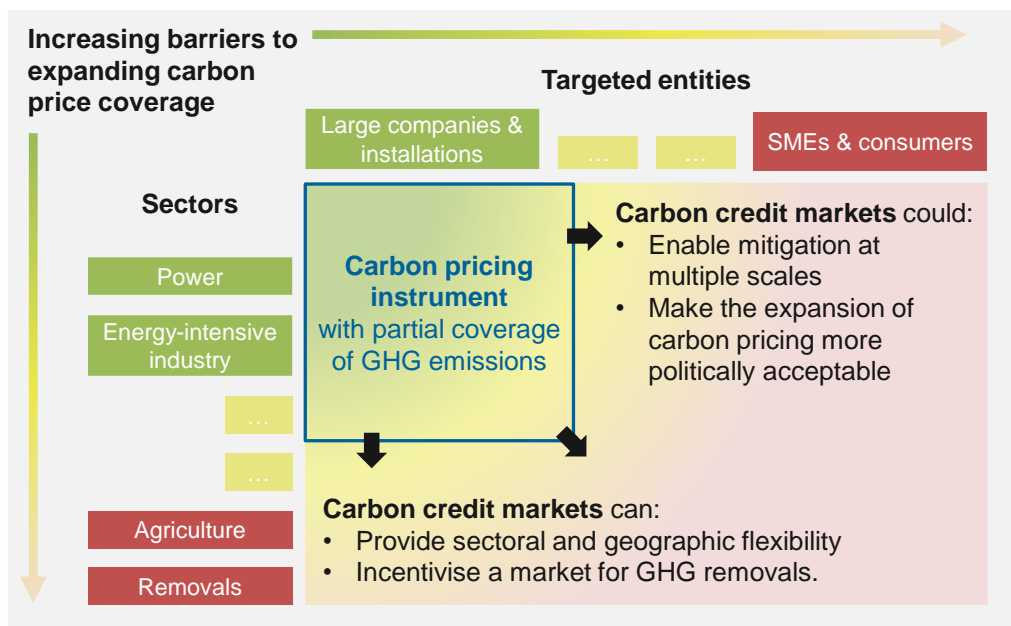 Increasing barriers to
expanding carbon
price coverage
Targeted entities
Large companies &
installations
…
…
SMEs & consumers
Sectors
Power
Energy-intensive
industry
…
…
Agriculture
Removals
Carbon pricing
instrument
with partial coverage
of GHG emissions
Carbon credit markets could:
• Enable mitigation at
multiple scales
• Make the expansion of
carbon pricing more
politically acceptable
Carbon credit markets can:
• Provide sectoral and geographic flexibility
• Incentivise a market for GHG removals.